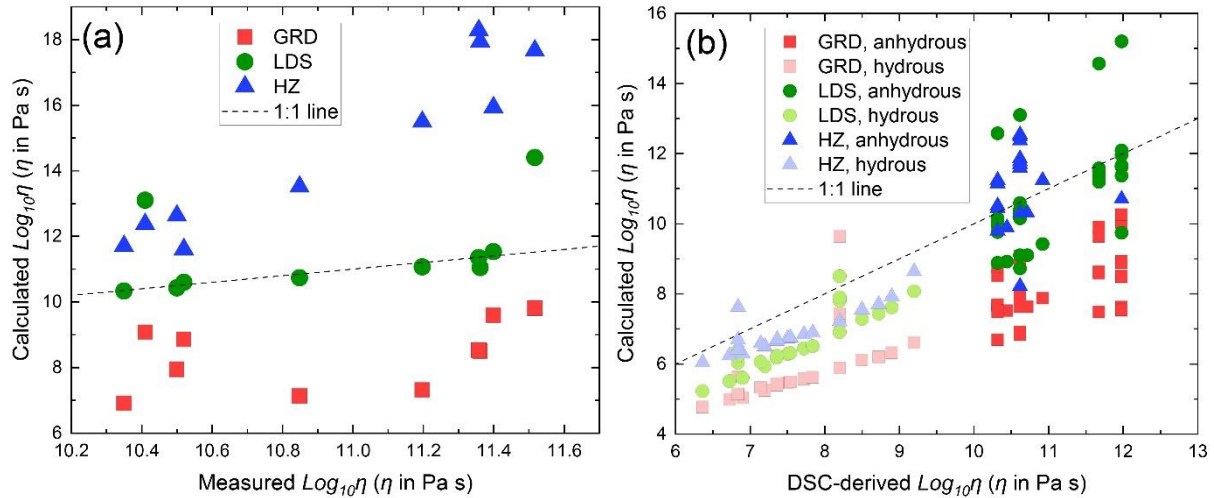 (a)
GRD
LDS
HZ
1:1 line
18
16
14
12
10
8
6
Calculated Log10η (η in Pa s)
10.2 10.4 10.6 10.8 11.0 11.2 11.4 11.6
Measured Log10η (η in Pa s)
(b)
GRD, anhydrous
GRD, hydrous
LDS, anhydrous
LDS, hydrous
HZ, anhydrous
HZ, hydrous
1:1 line
16
14
12
10
8
6
4
Calculated Log10η (η in Pa s)
6 7 8 9 10 11 12 13
DSC-derived Log10η (η in Pa s)